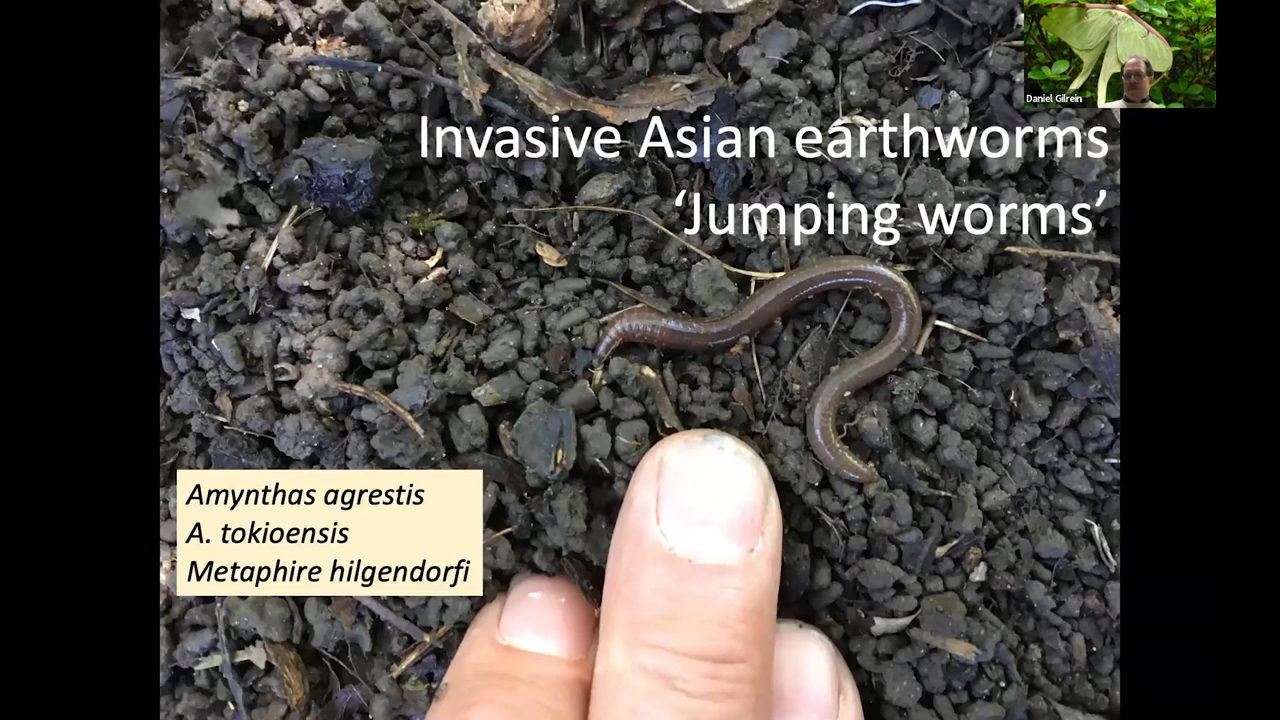 Daniel Gilrein
Invasive Asian earthworms
‘Jumping worms’
Amynthas agrestis
A. tokioensis
Metaphire hilgendorfi